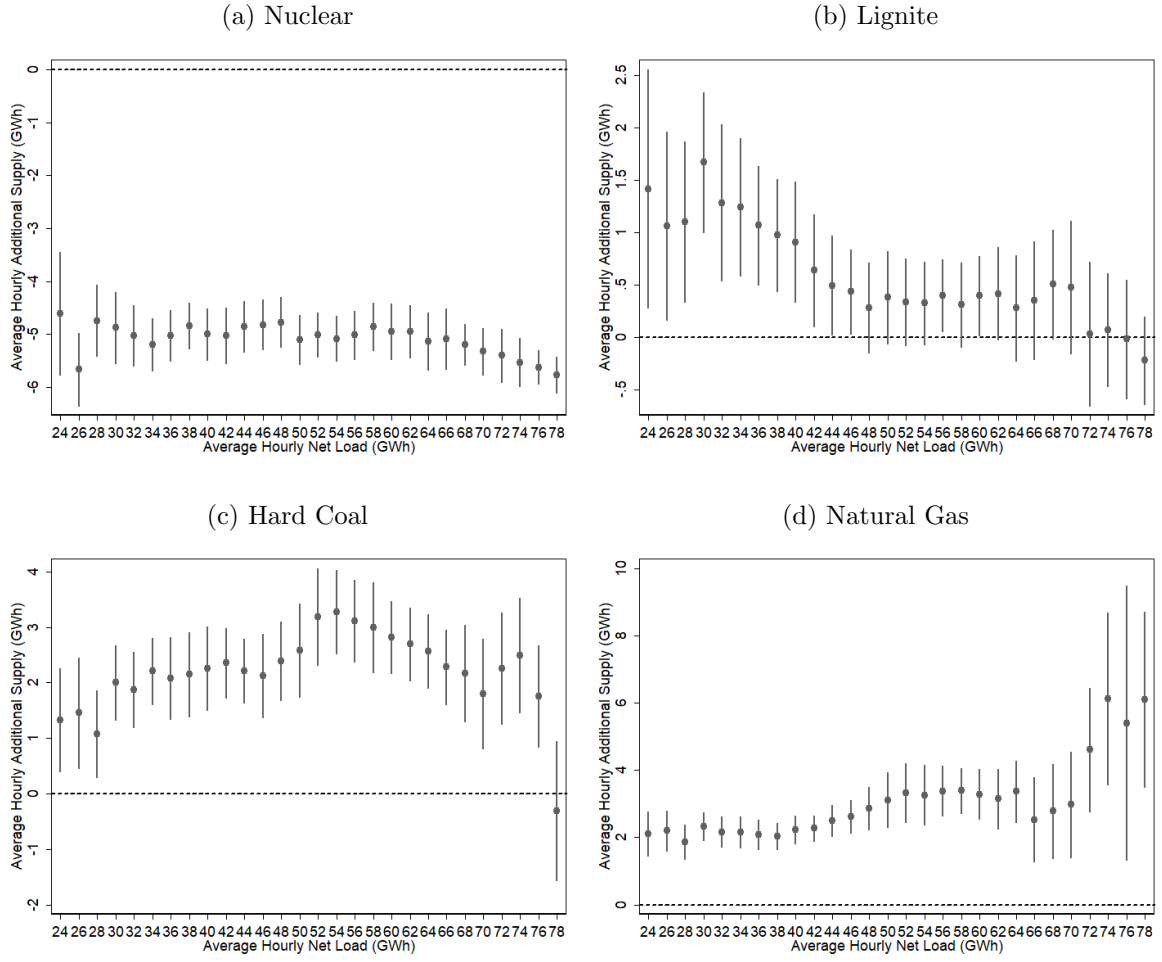 (a) Nuclear
Average Hourly Additional Supply (GWh)
0
-1
-2
-3
-4
-5
-6
24 26 28 30 32 34 36 38 40 42 44 46 48 50 52 54 56 58 60 62 64 66 68 70 72 74 76 78
Average Hourly Net Load (GWh)
(b) Lignite
Average Hourly Additional Supply (GWh)
2.5
2
1.5
1
.5
0
-.5
24 26 28 30 32 34 36 38 40 42 44 46 48 50 52 54 56 58 60 62 64 66 68 70 72 74 76 78
Average Hourly Net Load (GWh)
(c) Hard Coal
Average Hourly Additional Supply (GWh)
4
3
2
1
0
-1
-2
24 26 28 30 32 34 36 38 40 42 44 46 48 50 52 54 56 58 60 62 64 66 68 70 72 74 76 78
Average Hourly Net Load (GWh)
(d) Natural Gas
Average Hourly Additional Supply (GWh)
10
8
6
4
2
0
24 26 28 30 32 34 36 38 40 42 44 46 48 50 52 54 56 58 60 62 64 66 68 70 72 74 76 78
Average Hourly Net Load (GWh)